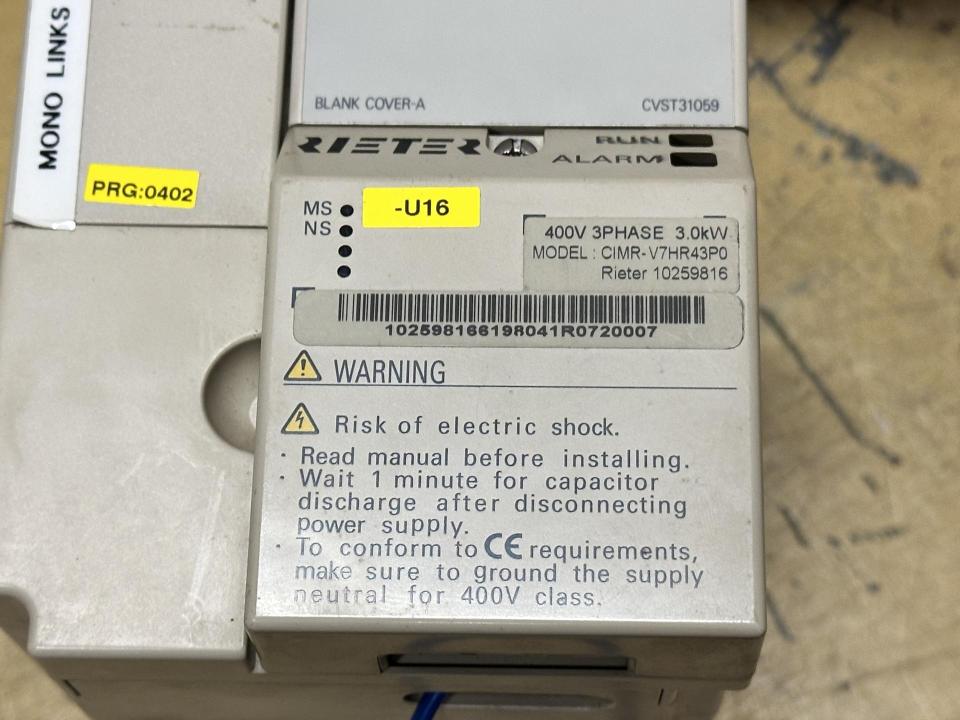 MONO LINKS
PRG:0402
BLANK COVER-A CVST31059
RIETER
RUN
ALARM
MS
NS
-U16
400V 3PHASE 3.0kW
MODEL : CIMR-V7HR43P0
Rieter 10259816
102598166198041R0720007
WARNING
Risk of electric shock.
· Read manual before installing.
· Wait 1 minute for capacitor
discharge after disconnecting
power supply.
· To conform to CE requirements,
make sure to ground the supply
neutral for 400V class.